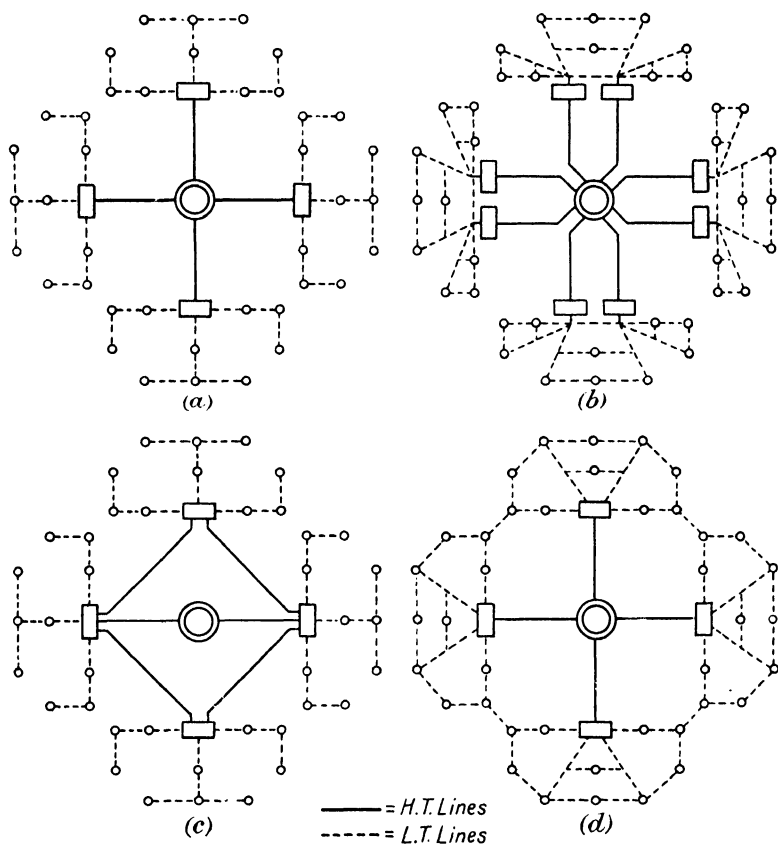 (a)
(b)
(c)
(d)
= H.T. Lines
= L.T. Lines